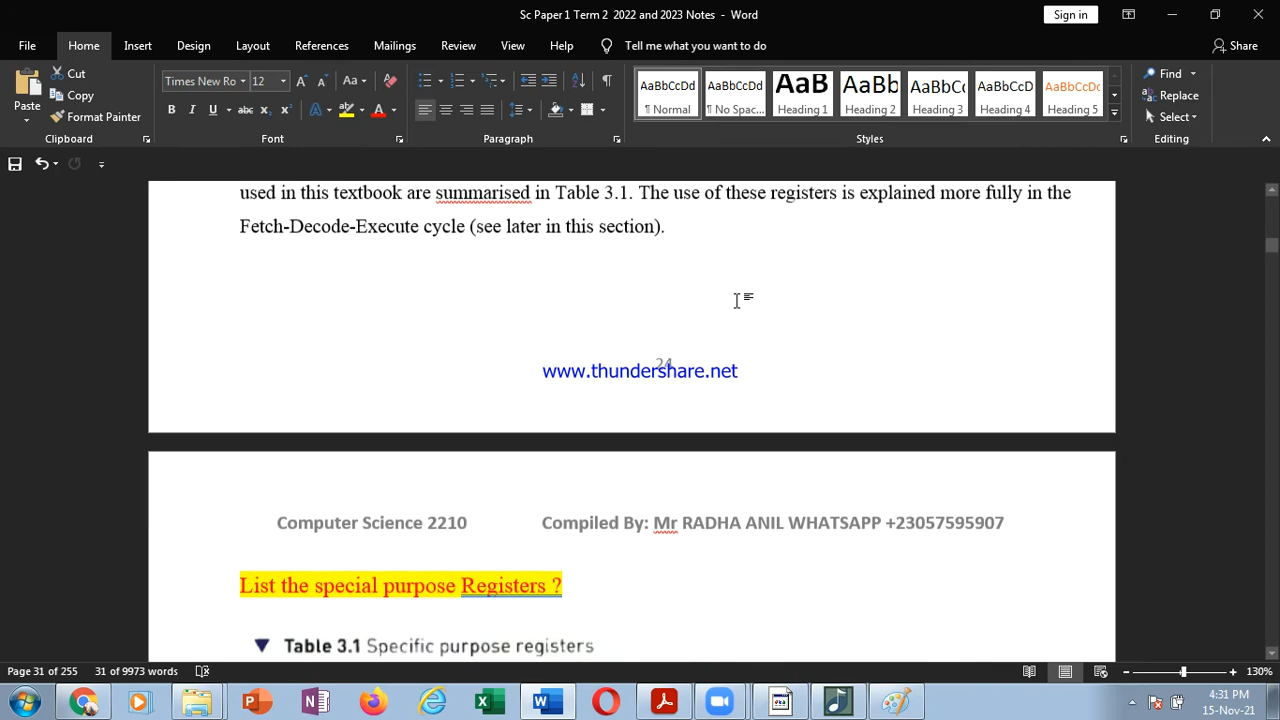 Sc Paper 1 Term 2 2022 and 2023 Notes - Word
Sign in
File Home Insert Design Layout References Mailings Review View Help Tell me what you want to do Share
Paste
Cut
Copy
Format Painter
Clipboard
Times New Ro 12
Font
Paragraph
AaBbCcDd AaBbCcDd AaB AaBb AaBbC AaBbCcD AaBbCcD
¶ Normal ¶ No Spac... Heading 1 Heading 2 Heading 3 Heading 4 Heading 5
Styles
Find
Replace
Select
Editing
used in this textbook are summarised in Table 3.1. The use of these registers is explained more fully in the
Fetch-Decode-Execute cycle (see later in this section).
24
www.thundershare.net
Computer Science 2210 Compiled By: Mr RADHA ANIL WHATSAPP +23057595907
List the special purpose Registers ?
Table 3.1 Specific purpose registers
Page 31 of 255 31 of 9973 words
130%
4:31 PM
15-Nov-21